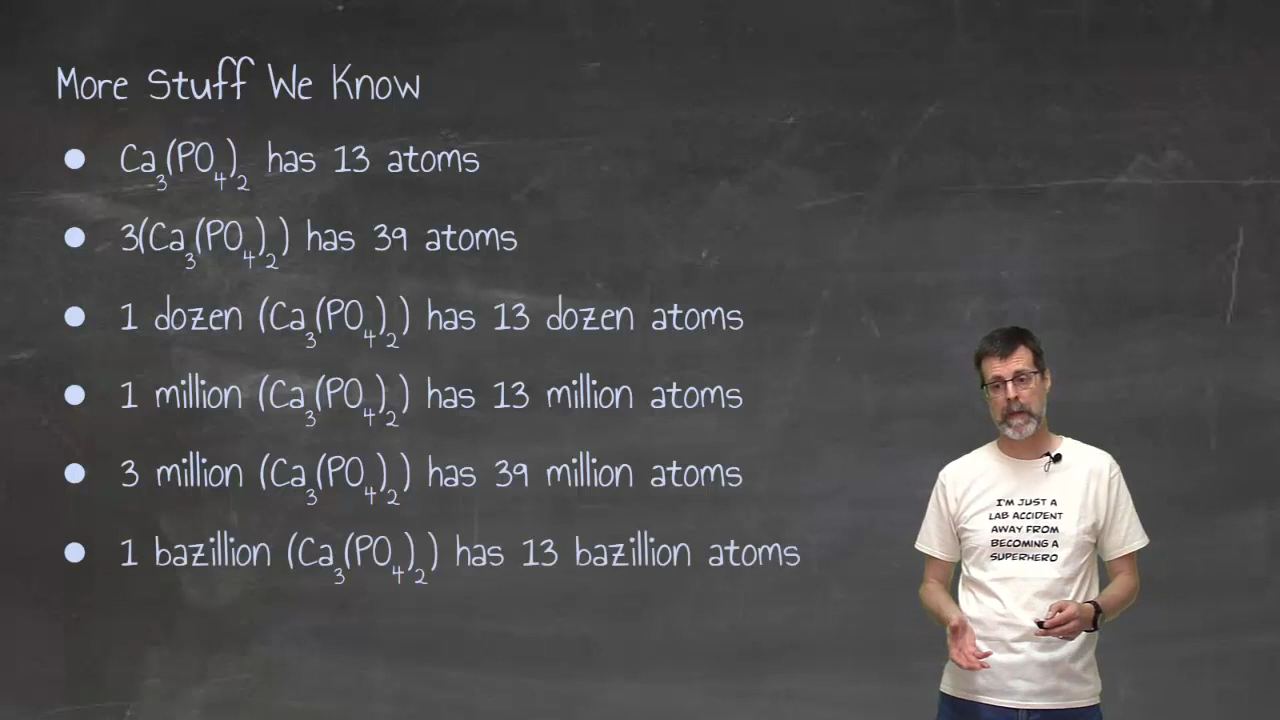 More Stuff We Know
● Ca₃(PO₄)₂ has 13 atoms
● 3(Ca₃(PO₄)₂) has 39 atoms
● 1 dozen (Ca₃(PO₄)₂) has 13 dozen atoms
● 1 million (Ca₃(PO₄)₂) has 13 million atoms
● 3 million (Ca₃(PO₄)₂) has 39 million atoms
● 1 bazillion (Ca₃(PO₄)₂) has 13 bazillion atoms
I'M JUST A
LAB ACCIDENT
AWAY FROM
BECOMING A
SUPERHERO